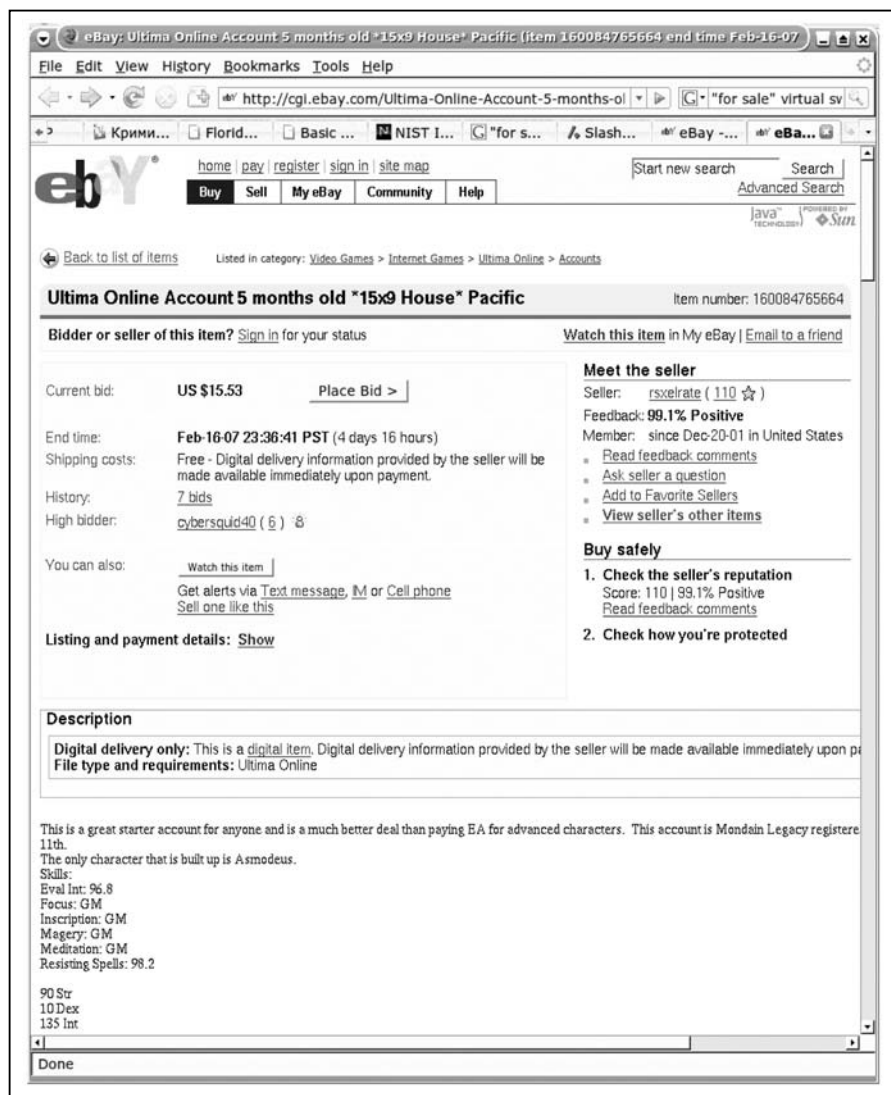 eBay: Ultima Online Account 5 months old *15x9 House* Pacific (item 160084765664 end time Feb-16-07
File Edit View History Bookmarks Tools Help
http://cgi.ebay.com/Ultima-Online-Account-5-months-ol G "for sale" virtual sv
Крими... Florid... Basic ... N NIST I... G "for s... Slash... eBay -... eBa...
ebY home | pay | register | sign in | site map Start new search Search
Buy Sell My eBay Community Help Advanced Search
Java™ TECHNOLOGY POWERED BY Sun
Back to list of items Listed in category: Video Games > Internet Games > Ultima Online > Accounts
Ultima Online Account 5 months old *15x9 House* Pacific Item number: 160084765664
Bidder or seller of this item? Sign in for your status Watch this item in My eBay | Email to a friend
Current bid: US $15.53 Place Bid >
End time: Feb-16-07 23:36:41 PST (4 days 16 hours)
Shipping costs: Free - Digital delivery information provided by the seller will be
made available immediately upon payment.
History: 7 bids
High bidder: cybersquid40 ( 6 )
You can also: Watch this item
Get alerts via Text message, IM or Cell phone
Sell one like this
Listing and payment details: Show
Meet the seller
Seller: rsxelrate ( 110 )
Feedback: 99.1% Positive
Member: since Dec-20-01 in United States
Read feedback comments
Ask seller a question
Add to Favorite Sellers
View seller's other items
Buy safely
1. Check the seller's reputation
Score: 110 | 99.1% Positive
Read feedback comments
2. Check how you're protected
Description
Digital delivery only: This is a digital item. Digital delivery information provided by the seller will be made available immediately upon pa
File type and requirements: Ultima Online
This is a great starter account for anyone and is a much better deal than paying EA for advanced characters. This account is Mondain Legacy registere
11th.
The only character that is built up is Asmodeus.
Skills:
Eval Int: 96.8
Focus: GM
Inscription: GM
Magery: GM
Meditation: GM
Resisting Spells: 98.2
90 Str
10 Dex
135 Int
Done